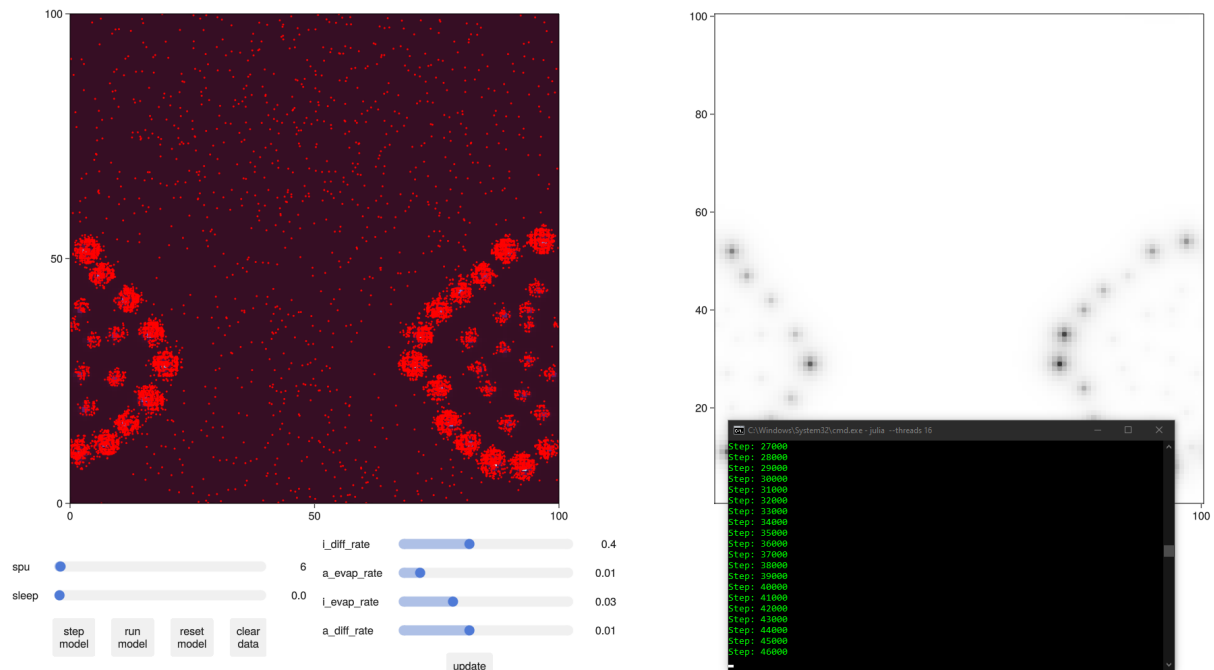 100
50
0
0
50
100
spu
6
sleep
0.0
step
model
run
model
reset
model
clear
data
i_diff_rate
0.4
a_evap_rate
0.01
i_evap_rate
0.03
a_diff_rate
0.01
update
100
80
60
40
20
100
C:\Windows\System32\cmd.exe - julia --threads 16
Step: 27000
Step: 28000
Step: 29000
Step: 30000
Step: 31000
Step: 32000
Step: 33000
Step: 34000
Step: 35000
Step: 36000
Step: 37000
Step: 38000
Step: 39000
Step: 40000
Step: 41000
Step: 42000
Step: 43000
Step: 44000
Step: 45000
Step: 46000